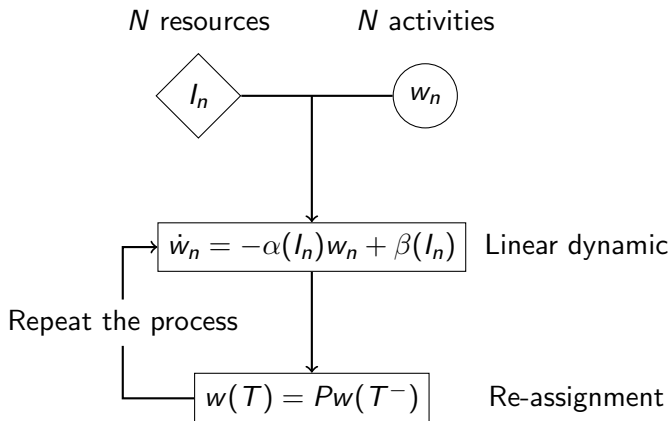 N resources N activities
I_n w_n
ẇ_n = −α(I_n)w_n + β(I_n) Linear dynamic
Repeat the process
w(T) = Pw(T⁻) Re-assignment